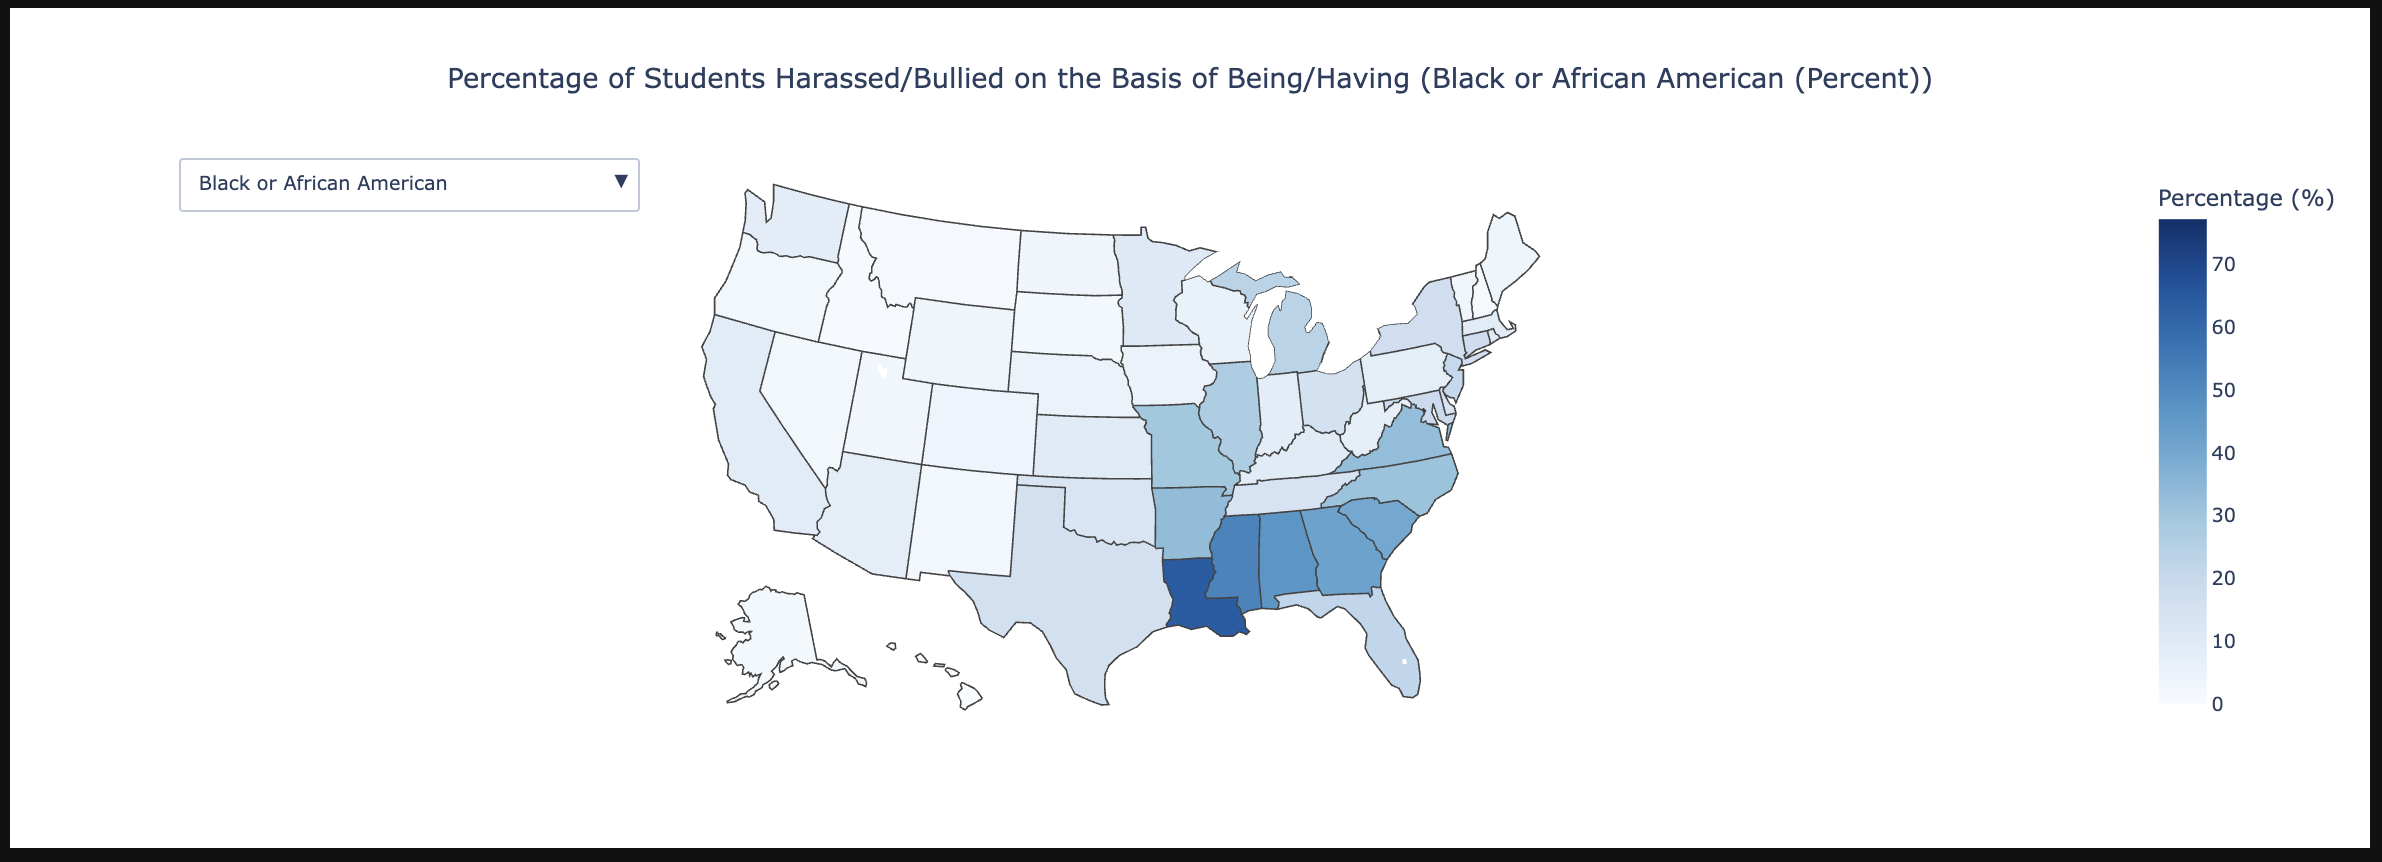 Percentage of Students Harassed/Bullied on the Basis of Being/Having (Black or African American (Percent))
Black or African American ▼
Percentage (%)
70
60
50
40
30
20
10
0